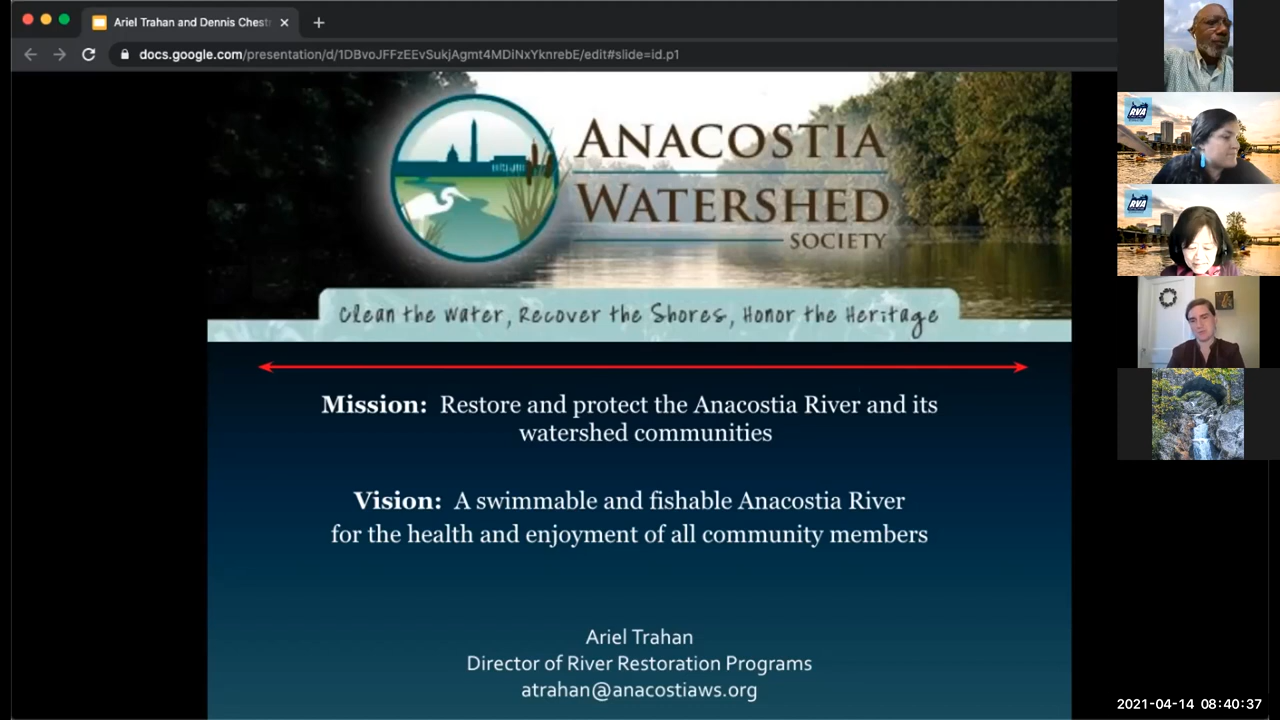 Ariel Trahan and Dennis Chest
docs.google.com/presentation/d/1DBvoJFFzEEvSukjAgmt4MDiNxYknrebE/edit#slide=id.p1
ANACOSTIA
WATERSHED
SOCIETY
Clean the Water, Recover the Shores, Honor the Heritage
Mission: Restore and protect the Anacostia River and its
watershed communities
Vision: A swimmable and fishable Anacostia River
for the health and enjoyment of all community members
Ariel Trahan
Director of River Restoration Programs
atrahan@anacostiaws.org
RVA
RVA
2021-04-14 08:40:37